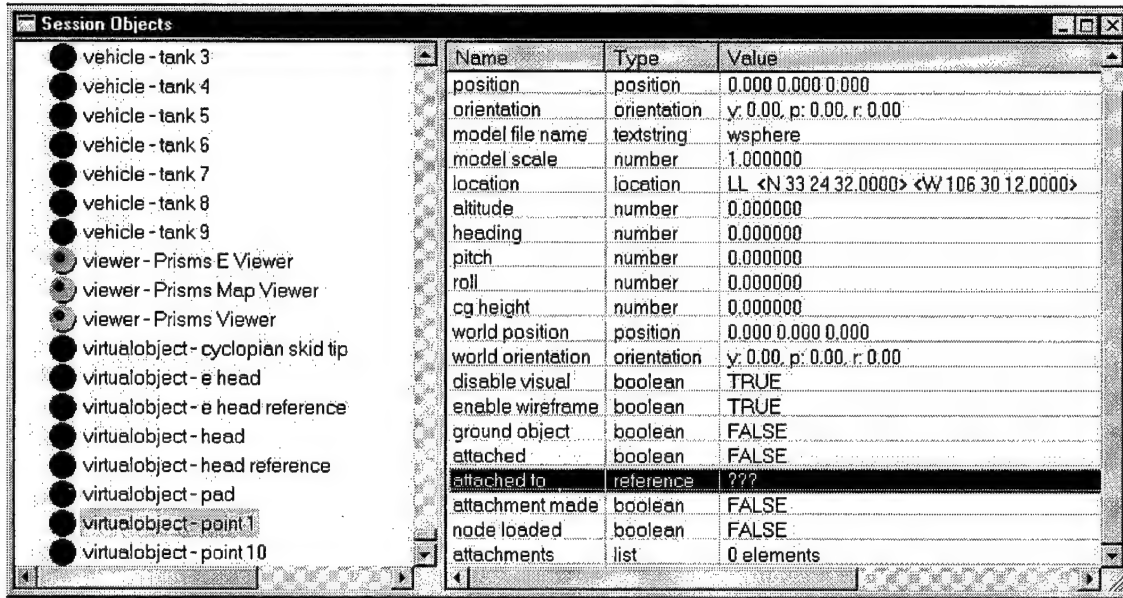 Session Objects
vehicle - tank 3
vehicle - tank 4
vehicle - tank 5
vehicle - tank 6
vehicle - tank 7
vehicle - tank 8
vehicle - tank 9
viewer - Prisms E Viewer
viewer - Prisms Map Viewer
viewer - Prisms Viewer
virtualobject - cyclopian skid tip
virtualobject - e head
virtualobject - e head reference
virtualobject - head
virtualobject - head reference
virtualobject - pad
virtualobject - point 1
virtualobject - point 10
Name Type Value
position position 0.000 0.000 0.000
orientation orientation y: 0.00, p: 0.00, r: 0.00
model file name textstring wsphere
model scale number 1.000000
location location LL <N 33 24 32.0000> <W 106 30 12.0000>
altitude number 0.000000
heading number 0.000000
pitch number 0.000000
roll number 0.000000
cg height number 0.000000
world position position 0.000 0.000 0.000
world orientation orientation y: 0.00, p: 0.00, r: 0.00
disable visual boolean TRUE
enable wireframe boolean TRUE
ground object boolean FALSE
attached boolean FALSE
attached to reference ???
attachment made boolean FALSE
node loaded boolean FALSE
attachments list 0 elements